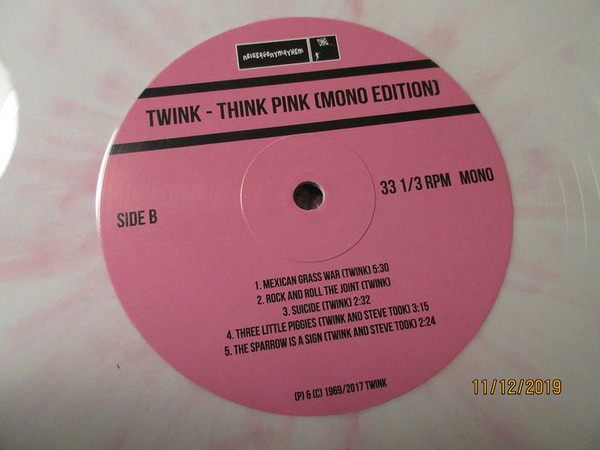 NOISEAGONYMAYHEM
TWINK - THINK PINK (MONO EDITION)
SIDE B
33 1/3 RPM MONO
1. MEXICAN GRASS WAR (TWINK) 5:30
2. ROCK AND ROLL THE JOINT (TWINK)
3. SUICIDE (TWINK) 2:32
4. THREE LITTLE PIGGIES (TWINK AND STEVE TOOK) 3:15
5. THE SPARROW IS A SIGN (TWINK AND STEVE TOOK) 2:24
(P) & (C) 1969/2017 TWINK
11/12/2019